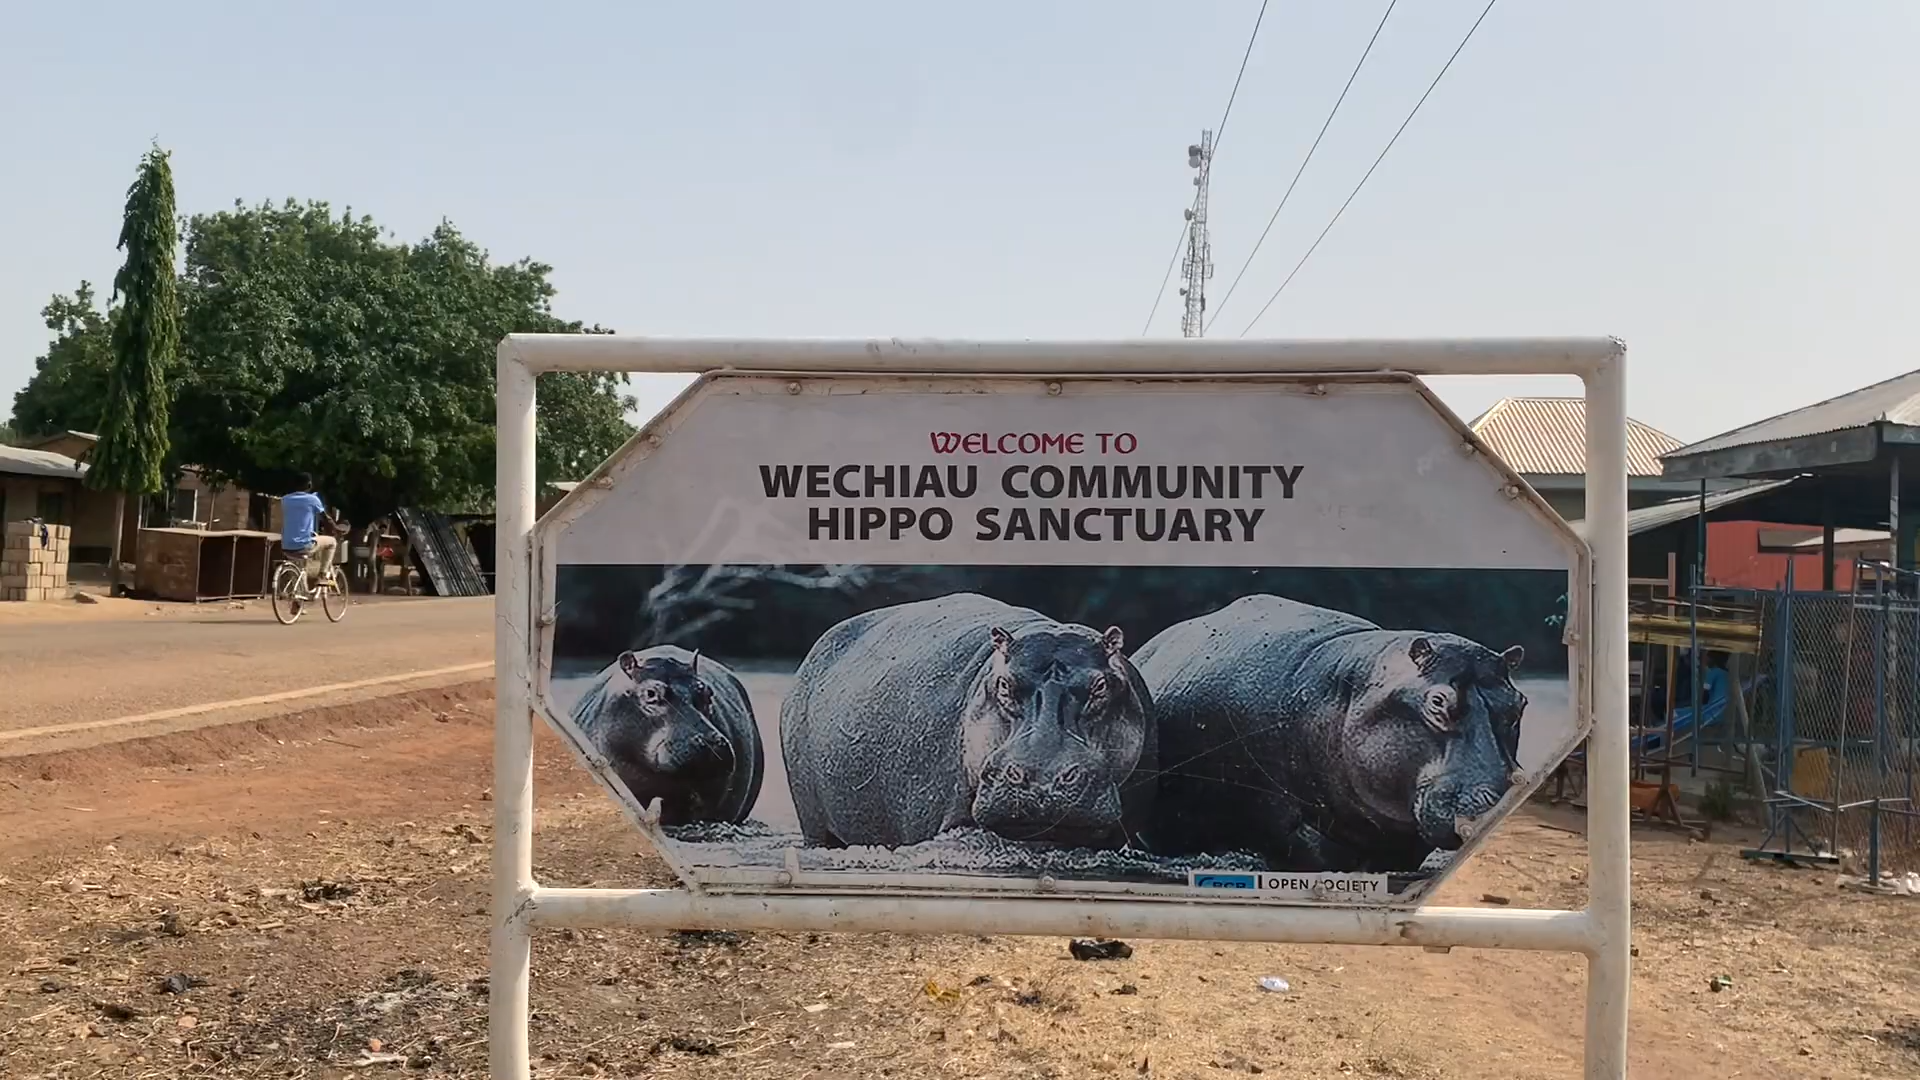 WELCOME TO
WECHIAU COMMUNITY
HIPPO SANCTUARY
OPEN SOCIETY